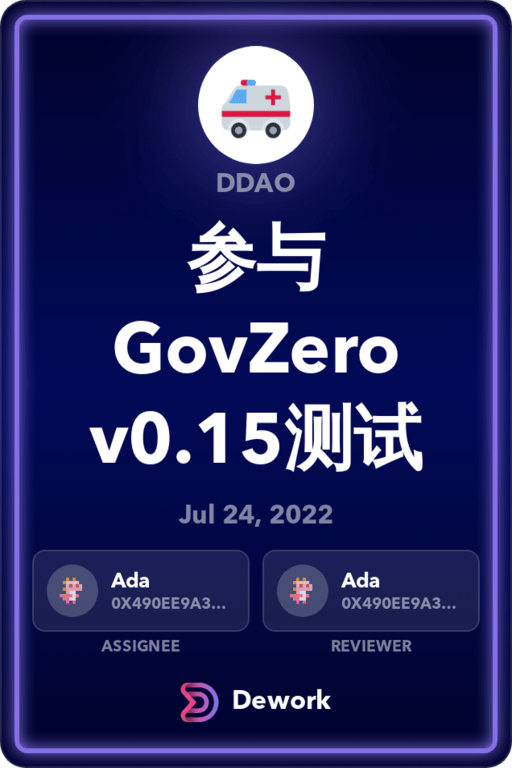 DDAO
参与
GovZero
v0.15测试
Jul 24, 2022
Ada
0X490EE9A3...
Ada
0X490EE9A3...
ASSIGNEE
REVIEWER
Dework